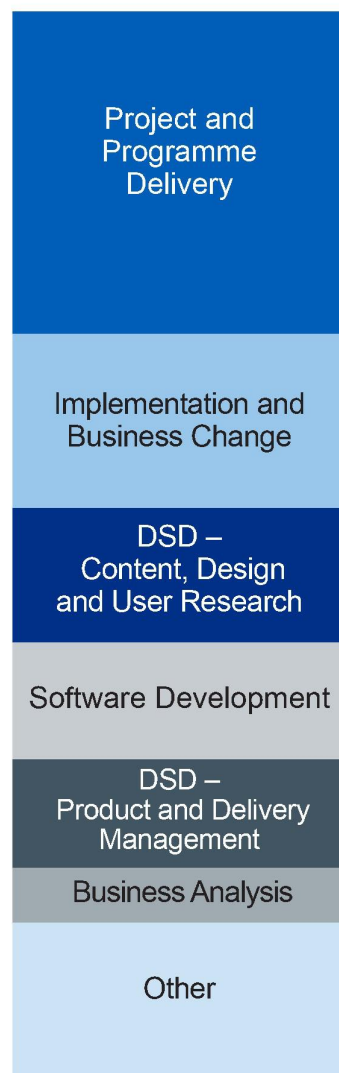 Project and
Programme
Delivery
Implementation and
Business Change
DSD –
Content, Design
and User Research
Software Development
DSD –
Product and Delivery
Management
Business Analysis
Other